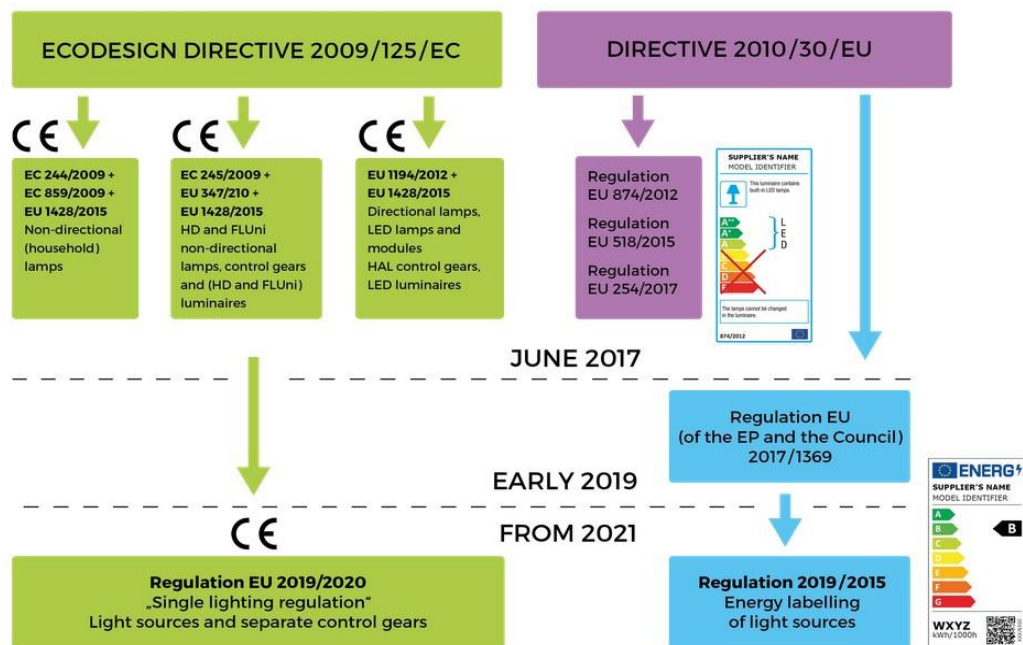 ECODESIGN DIRECTIVE 2009/125/EC
DIRECTIVE 2010/30/EU
CE
CE
CE
EC 244/2009 +
EC 859/2009 +
EU 1428/2015
Non-directional
(household)
lamps
EC 245/2009 +
EU 347/210 +
EU 1428/2015
HD and FLUni
non-directional
lamps, control gears
and (HD and FLUni)
luminaires
EU 1194/2012 +
EU 1428/2015
Directional lamps,
LED lamps and
modules
HAL control gears,
LED luminaires
Regulation
EU 874/2012
Regulation
EU 518/2015
Regulation
EU 254/2017
SUPPLIER'S NAME
MODEL IDENTIFIER
This luminaire contains
built-in LED lamps.
A++
A+
A
L
E
D
C
D
The lamps cannot be changed
in the luminaire.
874/2012
JUNE 2017
Regulation EU
(of the EP and the Council)
2017/1369
EARLY 2019
FROM 2021
CE
Regulation EU 2019/2020
„Single lighting regulation“
Light sources and separate control gears
Regulation 2019/2015
Energy labelling
of light sources
ENERG
SUPPLIER'S NAME
MODEL IDENTIFIER
A
B
B
C
D
E
F
G
WXYZ
kWh/1000h